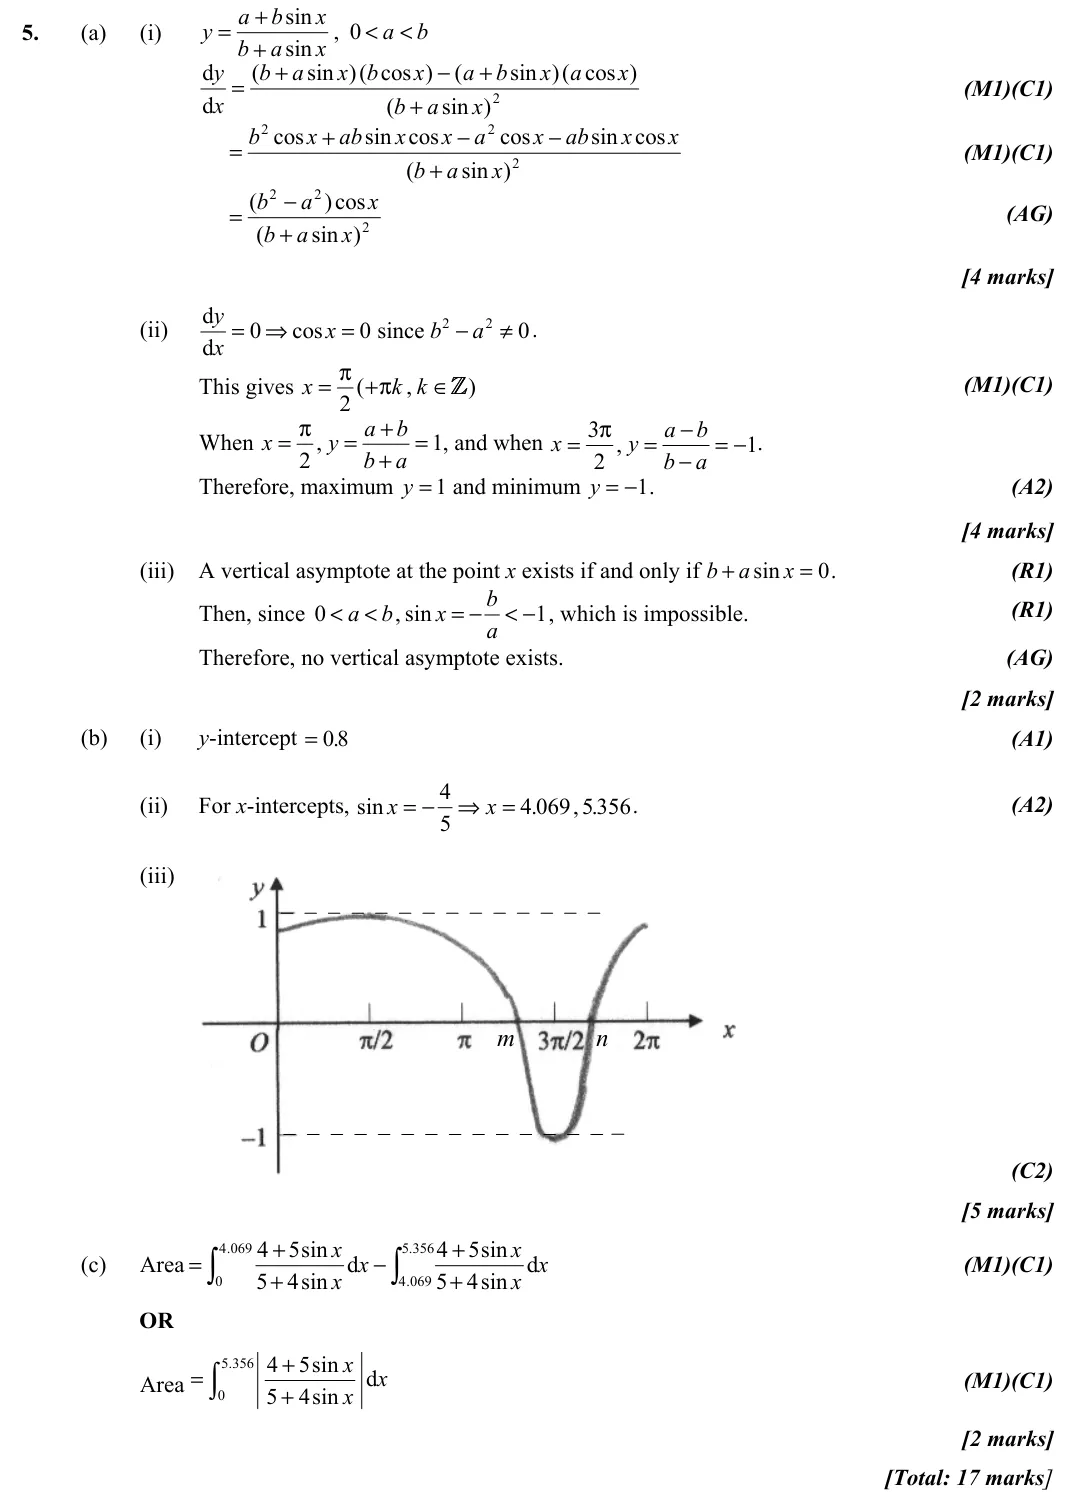 5. (a) (i) y = (a + b sin x)/(b + a sin x), 0 < a < b
dy/dx = ((b + a sin x)(b cos x) − (a + b sin x)(a cos x))/(b + a sin x)² (M1)(C1)
= (b² cos x + ab sin x cos x − a² cos x − ab sin x cos x)/(b + a sin x)² (M1)(C1)
= ((b² − a²) cos x)/(b + a sin x)² (AG)
[4 marks]
(ii) dy/dx = 0 ⇒ cos x = 0 since b² − a² ≠ 0.
This gives x = π/2 (+πk, k ∈ ℤ) (M1)(C1)
When x = π/2, y = (a + b)/(b + a) = 1, and when x = 3π/2, y = (a − b)/(b − a) = −1.
Therefore, maximum y = 1 and minimum y = −1. (A2)
[4 marks]
(iii) A vertical asymptote at the point x exists if and only if b + a sin x = 0. (R1)
Then, since 0 < a < b, sin x = −b/a < −1, which is impossible. (R1)
Therefore, no vertical asymptote exists. (AG)
[2 marks]
(b) (i) y-intercept = 0.8 (A1)
(ii) For x-intercepts, sin x = −4/5 ⇒ x = 4.069, 5.356. (A2)
(iii)
y
1
O π/2 π m 3π/2 n 2π x
−1
(C2)
[5 marks]
(c) Area = ∫₀^4.069 (4 + 5 sin x)/(5 + 4 sin x) dx − ∫_4.069^5.356 (4 + 5 sin x)/(5 + 4 sin x) dx (M1)(C1)
OR
Area = ∫₀^5.356 |(4 + 5 sin x)/(5 + 4 sin x)| dx (M1)(C1)
[2 marks]
[Total: 17 marks]